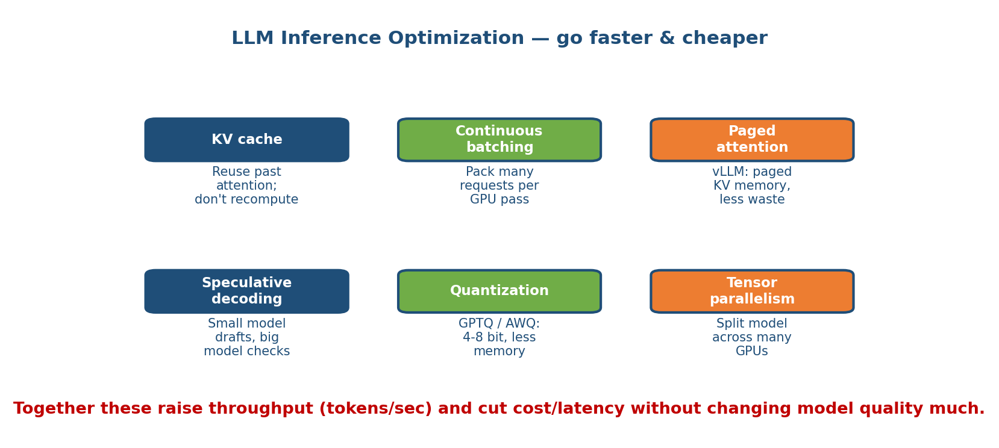 LLM Inference Optimization — go faster & cheaper
KV cache
Reuse past
attention;
don't recompute
Continuous
batching
Pack many
requests per
GPU pass
Paged
attention
vLLM: paged
KV memory,
less waste
Speculative
decoding
Small model
drafts, big
model checks
Quantization
GPTQ / AWQ:
4-8 bit, less
memory
Tensor
parallelism
Split model
across many
GPUs
Together these raise throughput (tokens/sec) and cut cost/latency without changing model quality much.